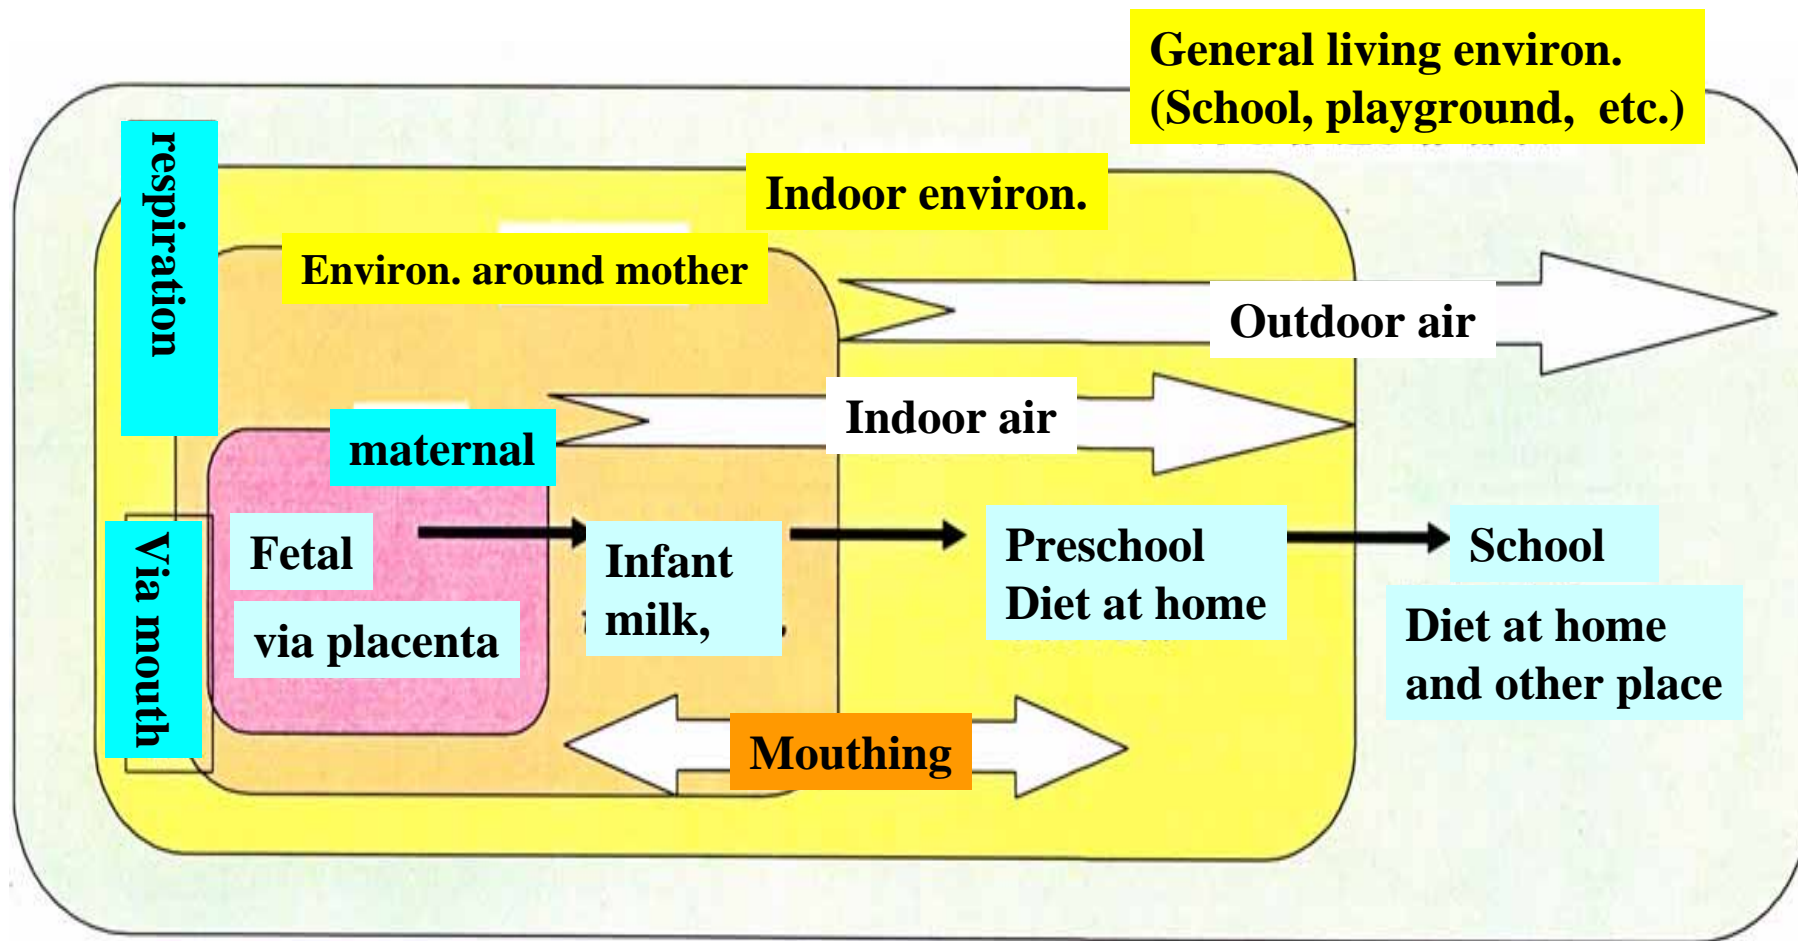 General living environ.
(School, playground, etc.)
respiration
Indoor environ.
Environ. around mother
Outdoor air
Indoor air
maternal
Via mouth
Fetal
via placenta
Infant
milk,
Preschool
Diet at home
School
Diet at home
and other place
Mouthing